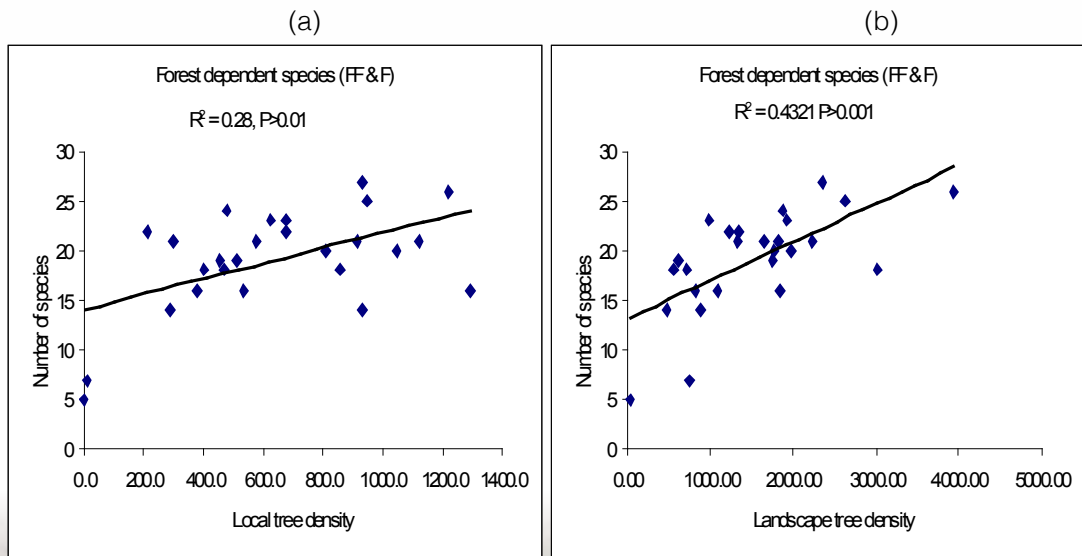 (a)
Forest dependent species (FF & F)
R² = 0.28, P>0.01
Number of species
30
25
20
15
10
5
0
0.0 200.0 400.0 600.0 800.0 1000.0 1200.0 1400.0
Local tree density
(b)
Forest dependent species (FF & F)
R² = 0.4321 P>0.001
Number of species
30
25
20
15
10
5
0
0.00 1000.00 2000.00 3000.00 4000.00 5000.00
Landscape tree density